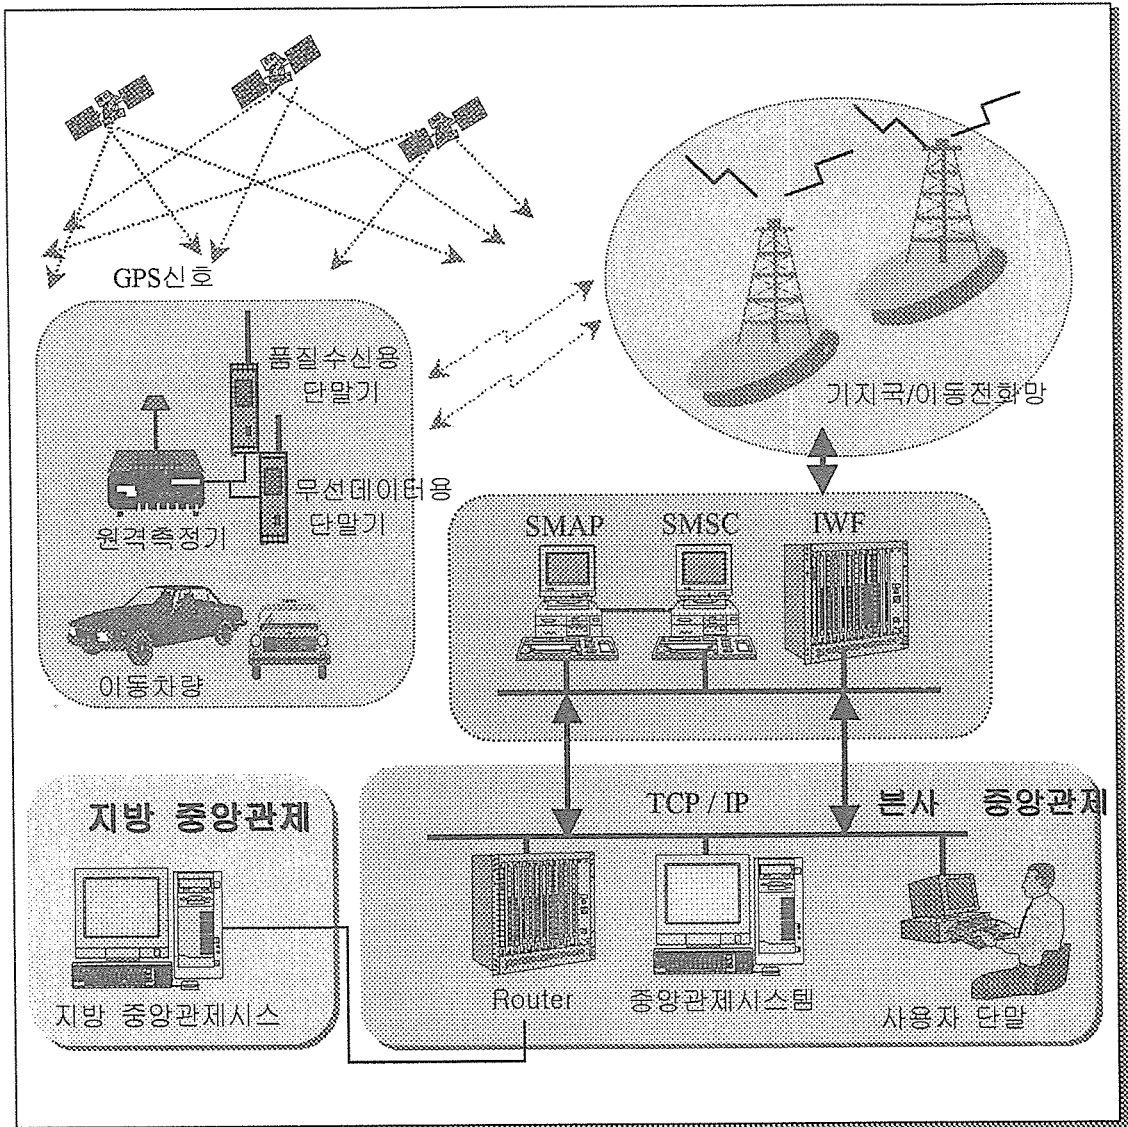 GPS신호
품질수신용
단말기
무선데이터용
단말기
원격측정기
이동차량
기지국/이동전화망
SMAP SMSC IWF
TCP / IP
본사 중앙관제
Router
중앙관제시스템
사용자 단말
지방 중앙관제
지방 중앙관제시스